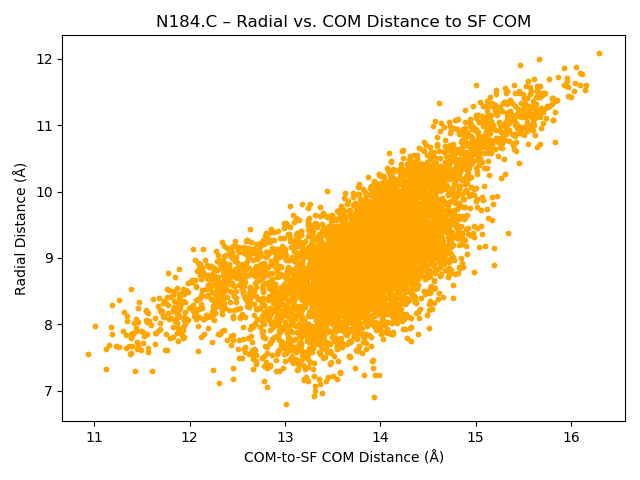 N184.C – Radial vs. COM Distance to SF COM
12
11
10
9
8
7
Radial Distance (Å)
11 12 13 14 15 16
COM-to-SF COM Distance (Å)